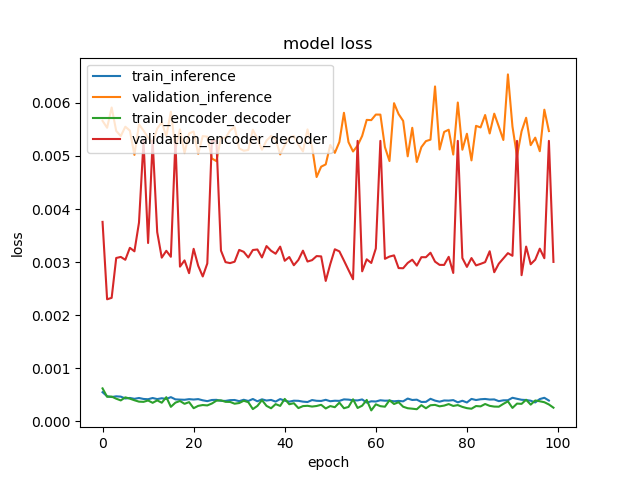 model loss
train_inference
validation_inference
train_encoder_decoder
validation_encoder_decoder
0.006
0.005
0.004
0.003
0.002
0.001
0.000
loss
0 20 40 60 80 100
epoch